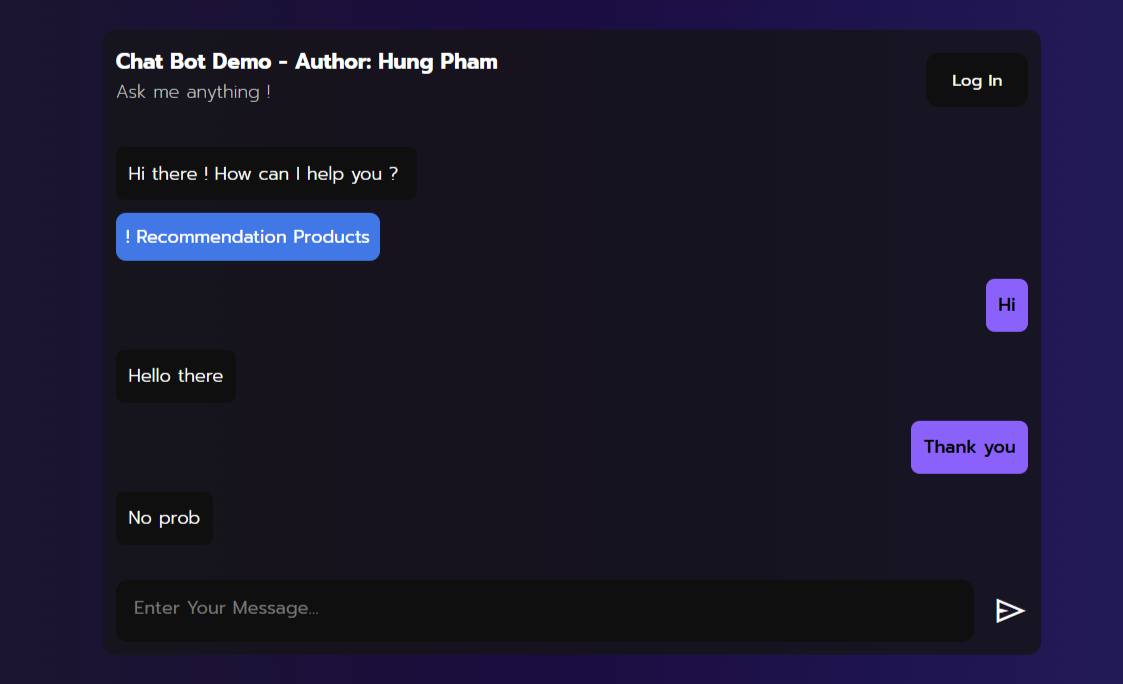 Chat Bot Demo - Author: Hung Pham
Log In
Ask me anything !
Hi there ! How can I help you ?
! Recommendation Products
Hi
Hello there
Thank you
No prob
Enter Your Message...